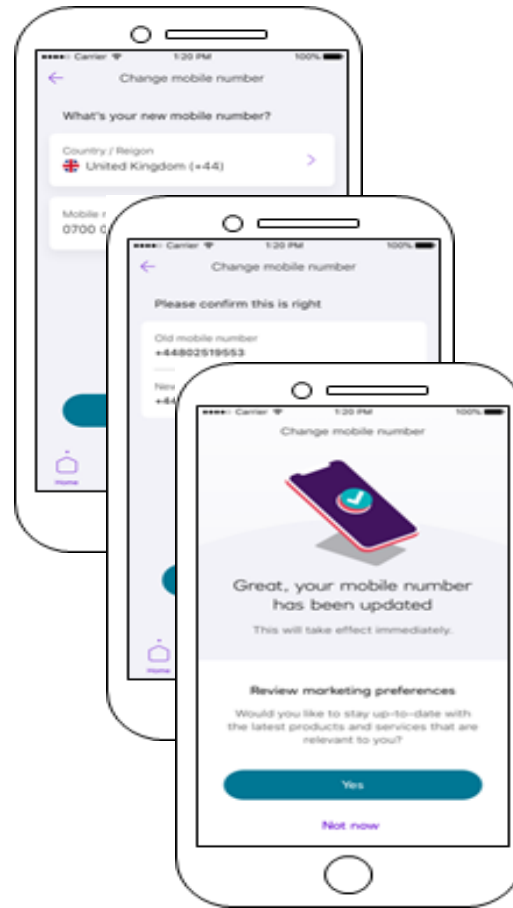 Carrier 1:20 PM 100%
Change mobile number
What's your new mobile number?
Country / Reigon
United Kingdom (+44)
Mobile
0700
Home
Carrier 1:20 PM 100%
Change mobile number
Please confirm this is right
Old mobile number
+44802519553
New
+44
Home
Carrier 1:20 PM 100%
Change mobile number
Great, your mobile number
has been updated
This will take effect immediately.
Review marketing preferences
Would you like to stay up-to-date with
the latest products and services that are
relevant to you?
Yes
Not now